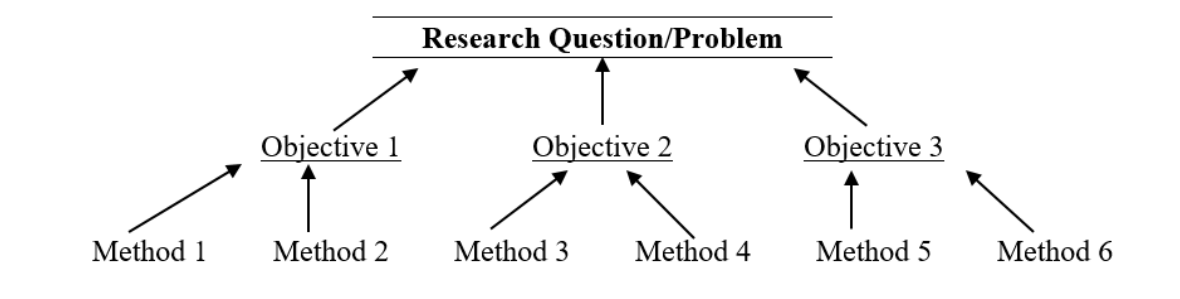 Research Question/Problem
Objective 1 Objective 2 Objective 3
Method 1 Method 2 Method 3 Method 4 Method 5 Method 6